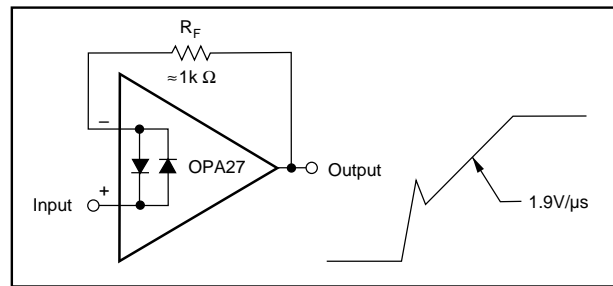 R_F
≈1k Ω
−
OPA27
Output
+
Input
1.9V/µs